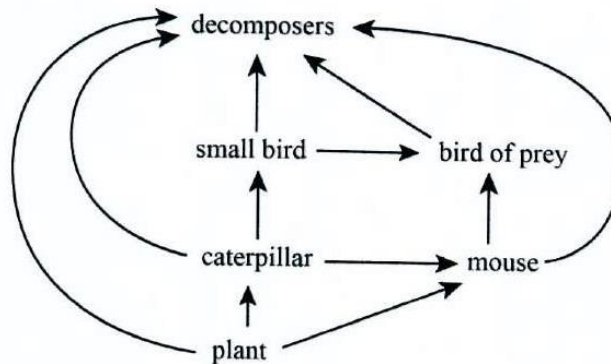 decomposers
small bird
bird of prey
caterpillar
mouse
plant